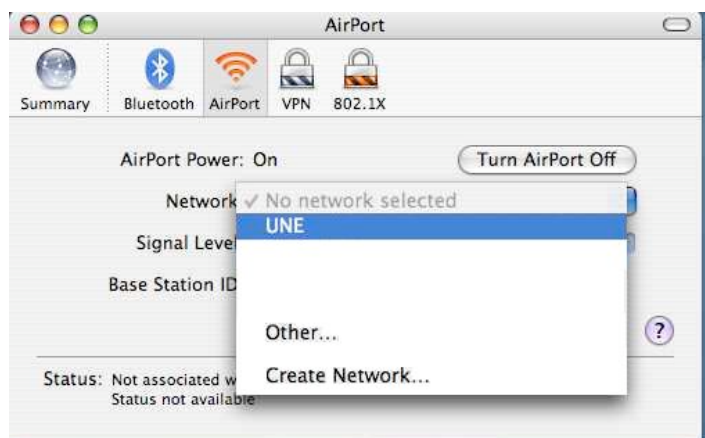 AirPort
Summary Bluetooth AirPort VPN 802.1X
AirPort Power: On Turn AirPort Off
Network ✓ No network selected
UNE
Signal Level
Base Station ID
Other...
?
Create Network...
Status: Not associated w
Status not available